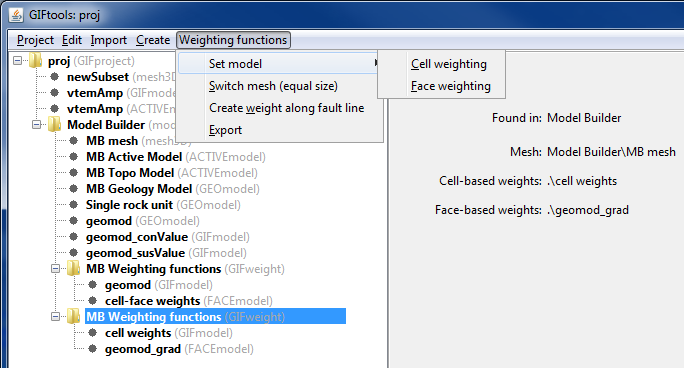 GIFtools: proj
Project Edit Import Create Weighting functions
Set model
Switch mesh (equal size)
Create weight along fault line
Export
Cell weighting
Face weighting
proj (GIFproject)
newSubset (mesh3D
vtemAmp (GIFmodel)
vtemAmp (ACTIVEm
Model Builder (mod
MB mesh (mesh3D)
MB Active Model (ACTIVEmodel)
MB Topo Model (ACTIVEmodel)
MB Geology Model (GEOmodel)
Single rock unit (GEOmodel)
geomod (GEOmodel)
geomod_conValue (GIFmodel)
geomod_susValue (GIFmodel)
MB Weighting functions (GIFweight)
geomod (GIFmodel)
cell-face weights (FACEmodel)
MB Weighting functions (GIFweight)
cell weights (GIFmodel)
geomod_grad (FACEmodel)
Found in: Model Builder
Mesh: Model Builder\MB mesh
Cell-based weights: .\cell weights
Face-based weights: .\geomod_grad